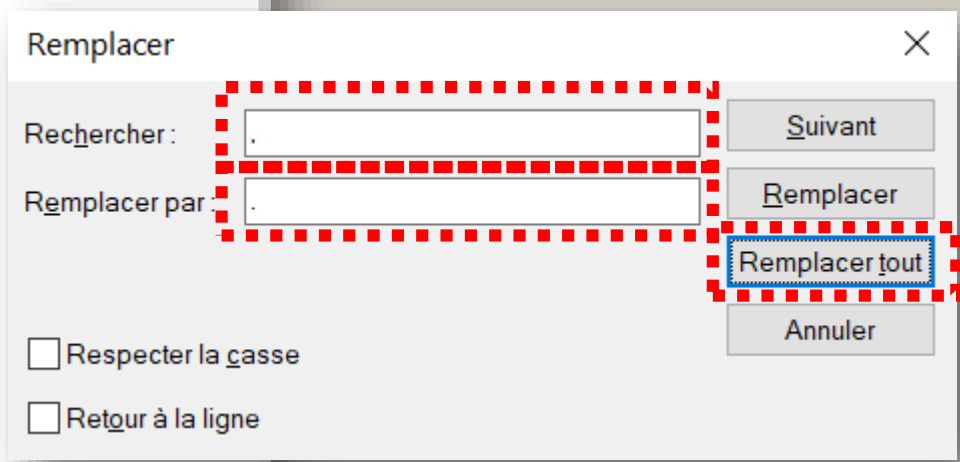 Remplacer
Rechercher :
,
Suivant
Remplacer par :
.
Remplacer
Remplacer tout
Annuler
Respecter la casse
Retour à la ligne